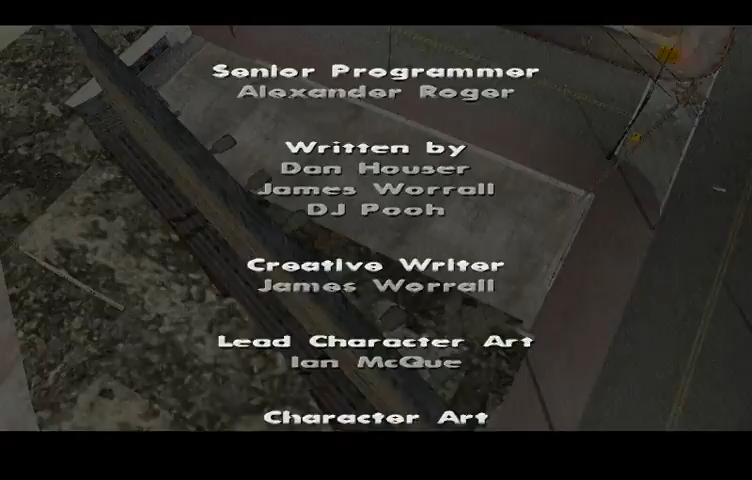 Senior Programmer
Alexander Roger
Written by
Dan Houser
James Worrall
DJ Pooh
Creative Writer
James Worrall
Lead Character Art
Ian McQue
Character Art